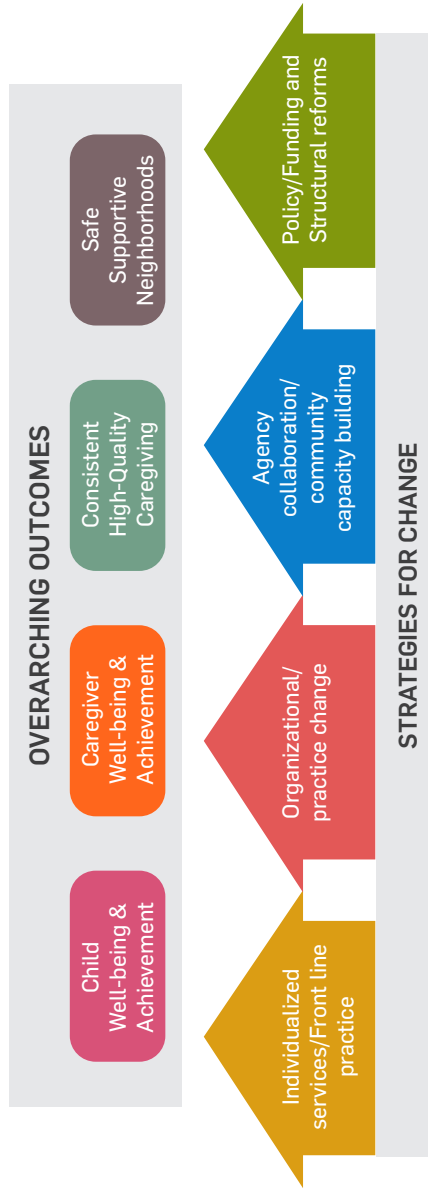 OVERARCHING OUTCOMES
Child
Well-being &
Achievement
Caregiver
Well-being &
Achievement
Consistent
High-Quality
Caregiving
Safe
Supportive
Neighborhoods
Individualized
services/Front line
practice
Organizational/
practice change
Agency
collaboration/
community
capacity building
Policy/Funding and
Structural reforms
STRATEGIES FOR CHANGE